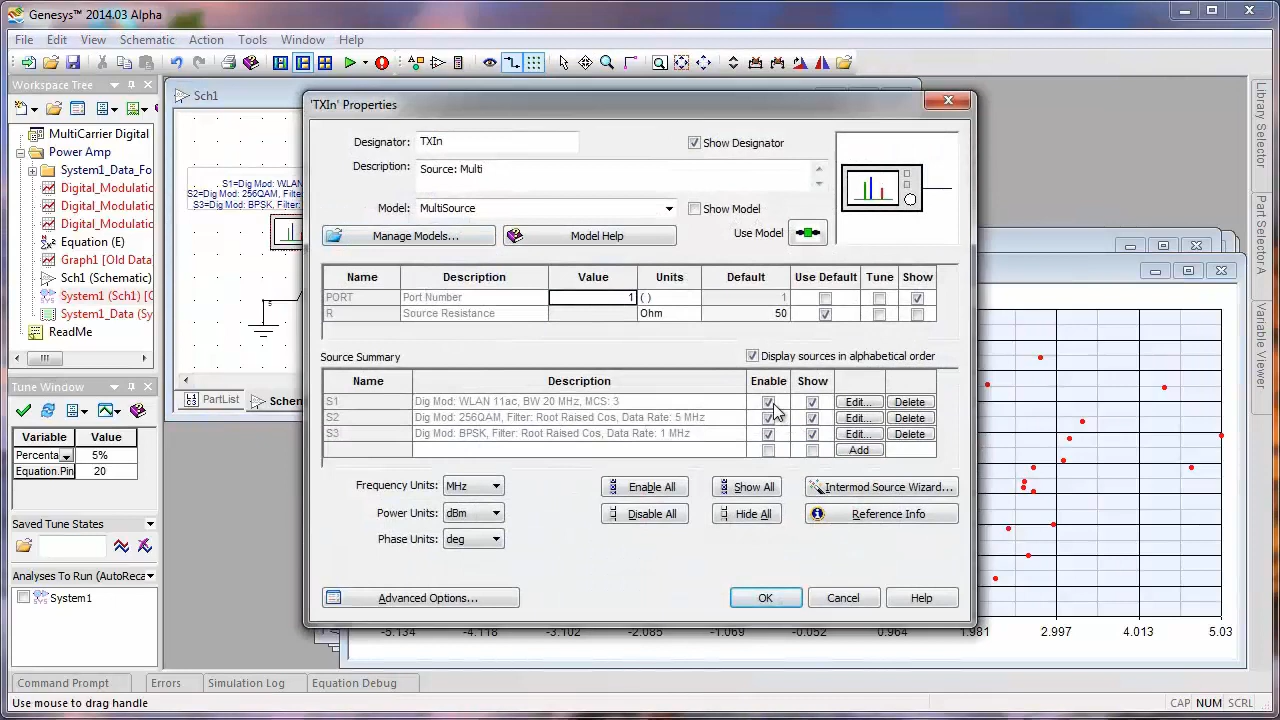 Genesys™ 2014.03 Alpha
File Edit View Schematic Action Tools Window Help
Workspace Tree
MultiCarrier Digital
Power Amp
System1_Data_Fo
Digital_Modulatio
Digital_Modulatio
Digital_Modulatio
Equation (E)
Graph1 [Old Data
Sch1 (Schematic)
System1 (Sch1) [O
System1_Data (Sys
ReadMe
Tune Window
Variable Value
Percenta 5%
Equation.Pin 20
Saved Tune States
Analyses To Run (AutoReca
System1
Sch1
S1=Dig Mod: WLAN
S2=Dig Mod: 256QAM, Filter:
S3=Dig Mod: BPSK, Filter: Root
PartList
Schem
'TXIn' Properties
Designator: TXIn
Show Designator
Description: Source: Multi
Model: MultiSource
Show Model
Manage Models...
Model Help
Use Model
Name Description Value Units Default Use Default Tune Show
PORT Port Number 1 ( ) 1
R Source Resistance Ohm 50
Source Summary
Display sources in alphabetical order
Name Description Enable Show
S1 Dig Mod: WLAN 11ac, BW 20 MHz, MCS: 3 Edit... Delete
S2 Dig Mod: 256QAM, Filter: Root Raised Cos, Data Rate: 5 MHz Edit... Delete
S3 Dig Mod: BPSK, Filter: Root Raised Cos, Data Rate: 1 MHz Edit... Delete
Add
Frequency Units: MHz
Enable All Show All Intermod Source Wizard...
Power Units: dBm
Disable All Hide All Reference Info
Phase Units: deg
Advanced Options...
OK Cancel Help
-5.134 -4.118 -3.102 -2.085 -1.069 -0.052 0.964 1.981 2.997 4.013 5.03
Library Selector
Part Selector A
Variable Viewer
Command Prompt Errors Simulation Log Equation Debug
Use mouse to drag handle
CAP NUM SCRL